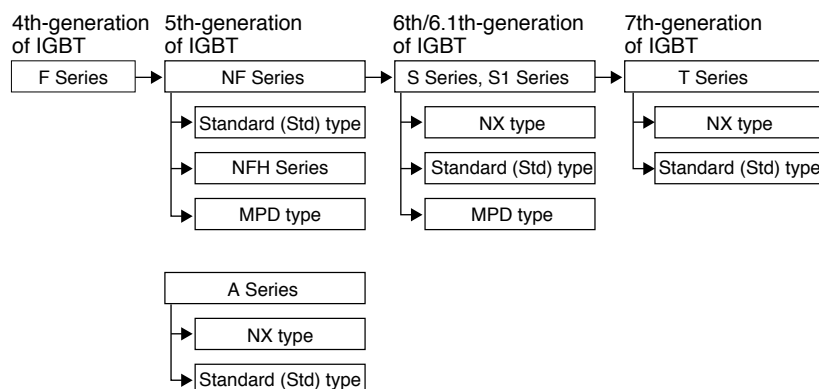 4th-generation
of IGBT
F Series
5th-generation
of IGBT
NF Series
Standard (Std) type
NFH Series
MPD type
A Series
NX type
Standard (Std) type
6th/6.1th-generation
of IGBT
S Series, S1 Series
NX type
Standard (Std) type
MPD type
7th-generation
of IGBT
T Series
NX type
Standard (Std) type